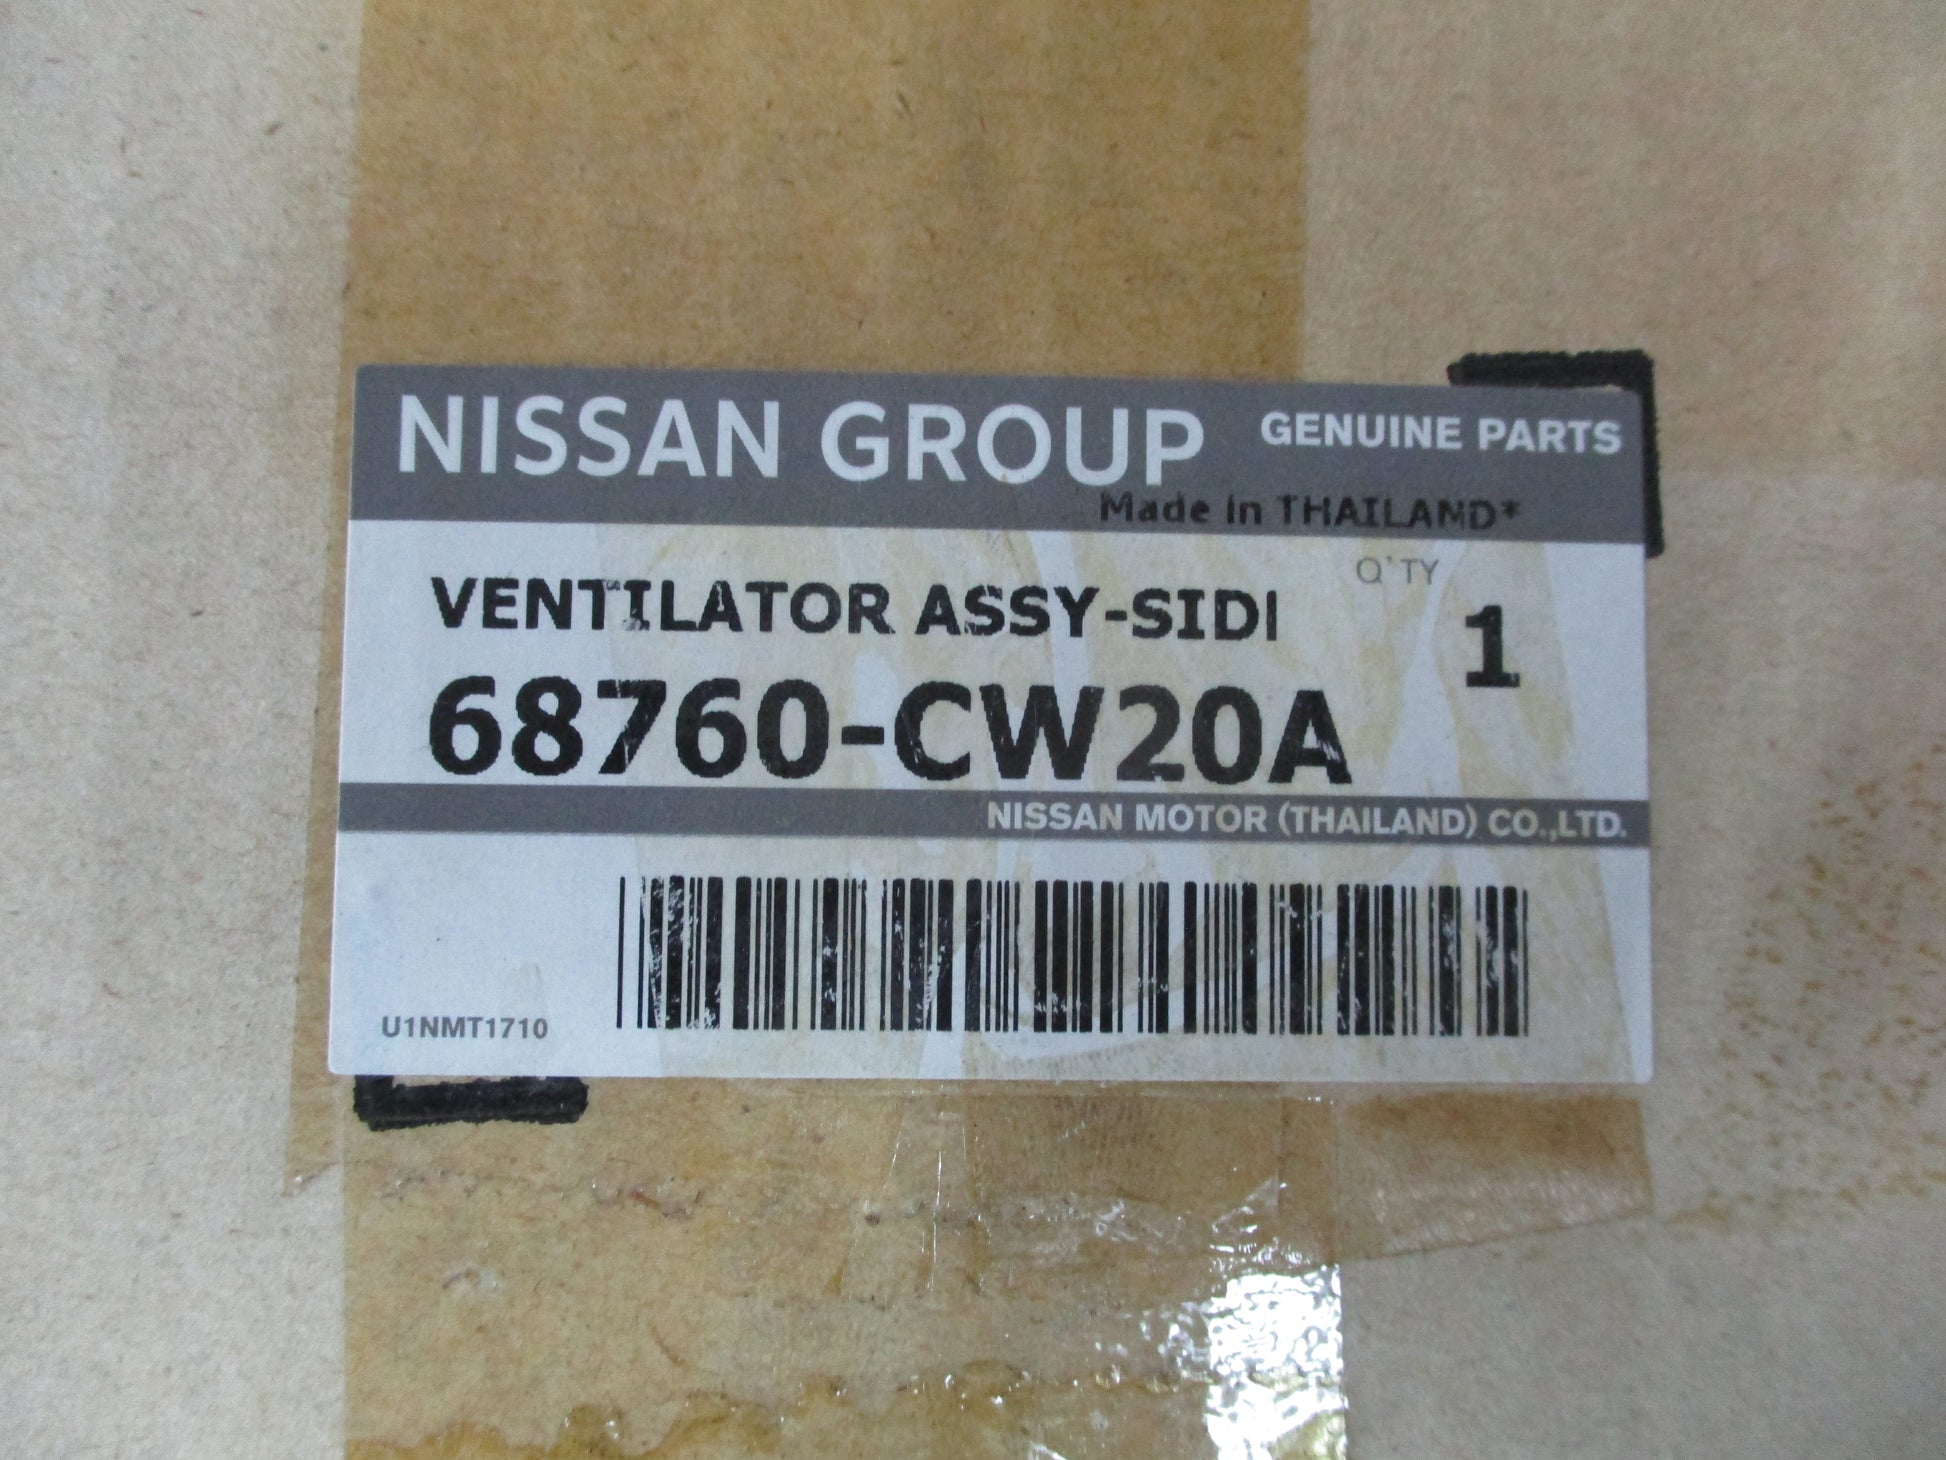 NISSAN GROUP GENUINE PARTS
Made in THAILAND*
Q'TY
VENTILATOR ASSY-SIDI 1
68760-CW20A
NISSAN MOTOR (THAILAND) CO.,LTD.
U1NMT1710